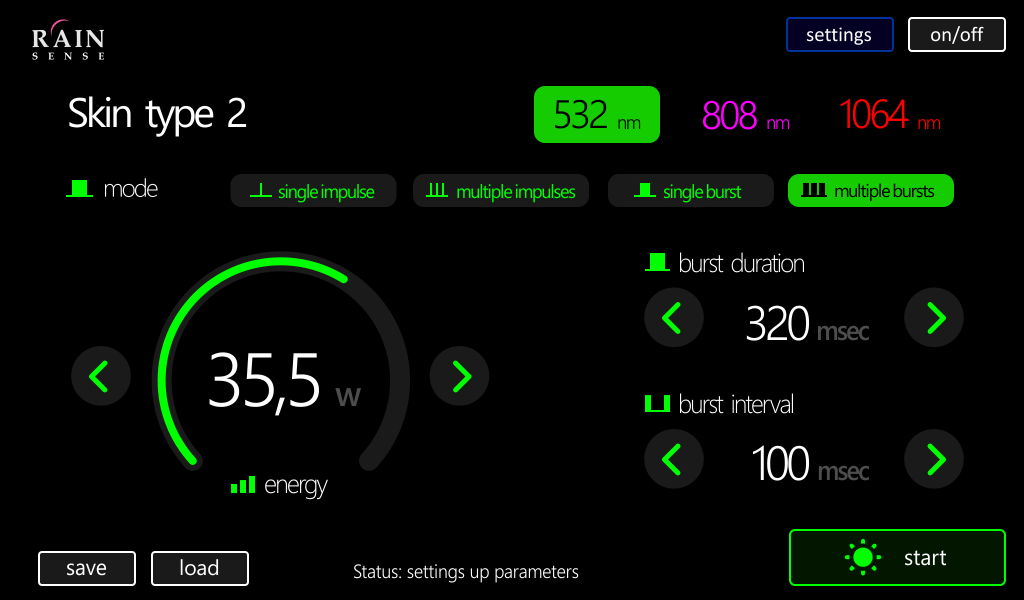 RAIN
SENSE
settings
on/off
Skin type 2
532 nm
808 nm
1064 nm
mode
single impulse
multiple impulses
single burst
multiple bursts
burst duration
320 msec
35,5 w
burst interval
100 msec
energy
save
load
Status: settings up parameters
start